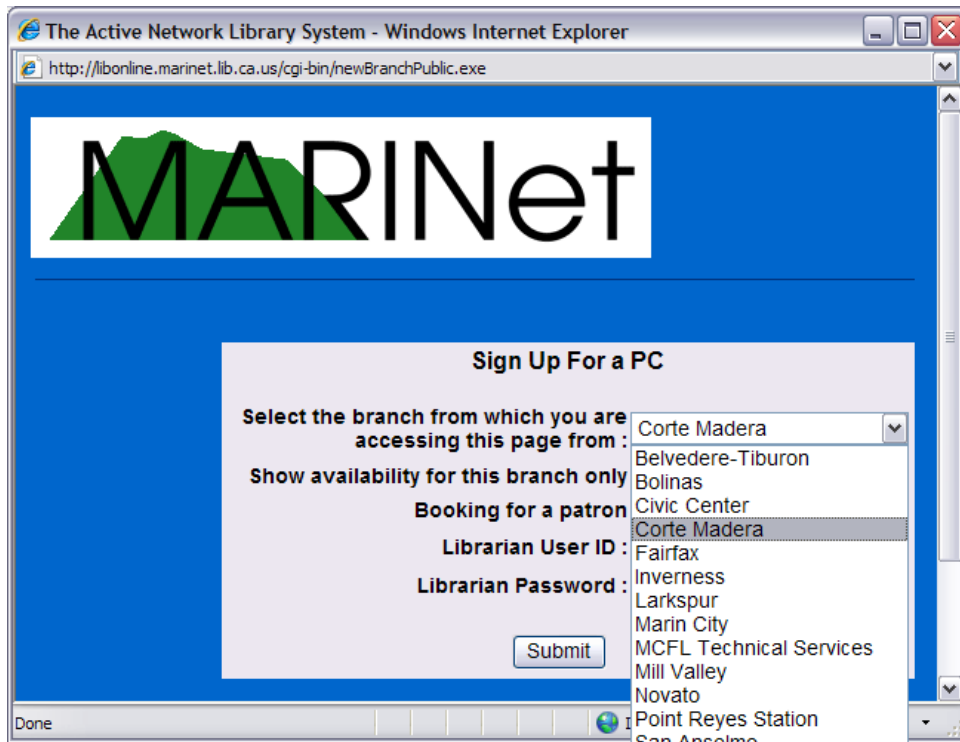 The Active Network Library System - Windows Internet Explorer
http://libonline.marinet.lib.ca.us/cgi-bin/newBranchPublic.exe
MARINet
Sign Up For a PC
Select the branch from which you are
accessing this page from :
Corte Madera
Belvedere-Tiburon
Bolinas
Civic Center
Corte Madera
Fairfax
Inverness
Larkspur
Marin City
MCFL Technical Services
Mill Valley
Novato
Point Reyes Station
San Anselmo
Show availability for this branch only
Booking for a patron
Librarian User ID :
Librarian Password :
Submit
Done